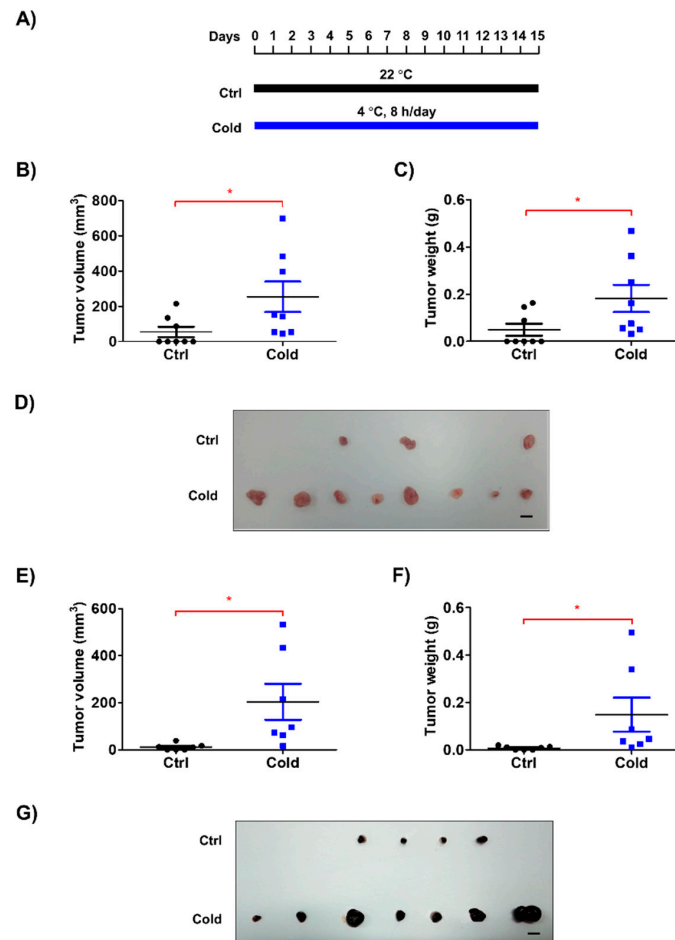 A)
Days 0 1 2 3 4 5 6 7 8 9 10 11 12 13 14 15
22 °C
Ctrl
4 °C, 8 h/day
Cold
B)
Tumor volume (mm³)
800
600
400
200
0
*
Ctrl Cold
C)
Tumor weight (g)
0.6
0.4
0.2
0.0
*
Ctrl Cold
D)
Ctrl
Cold
E)
Tumor volume (mm³)
600
400
200
0
*
Ctrl Cold
F)
Tumor weight (g)
0.6
0.4
0.2
0.0
*
Ctrl Cold
G)
Ctrl
Cold